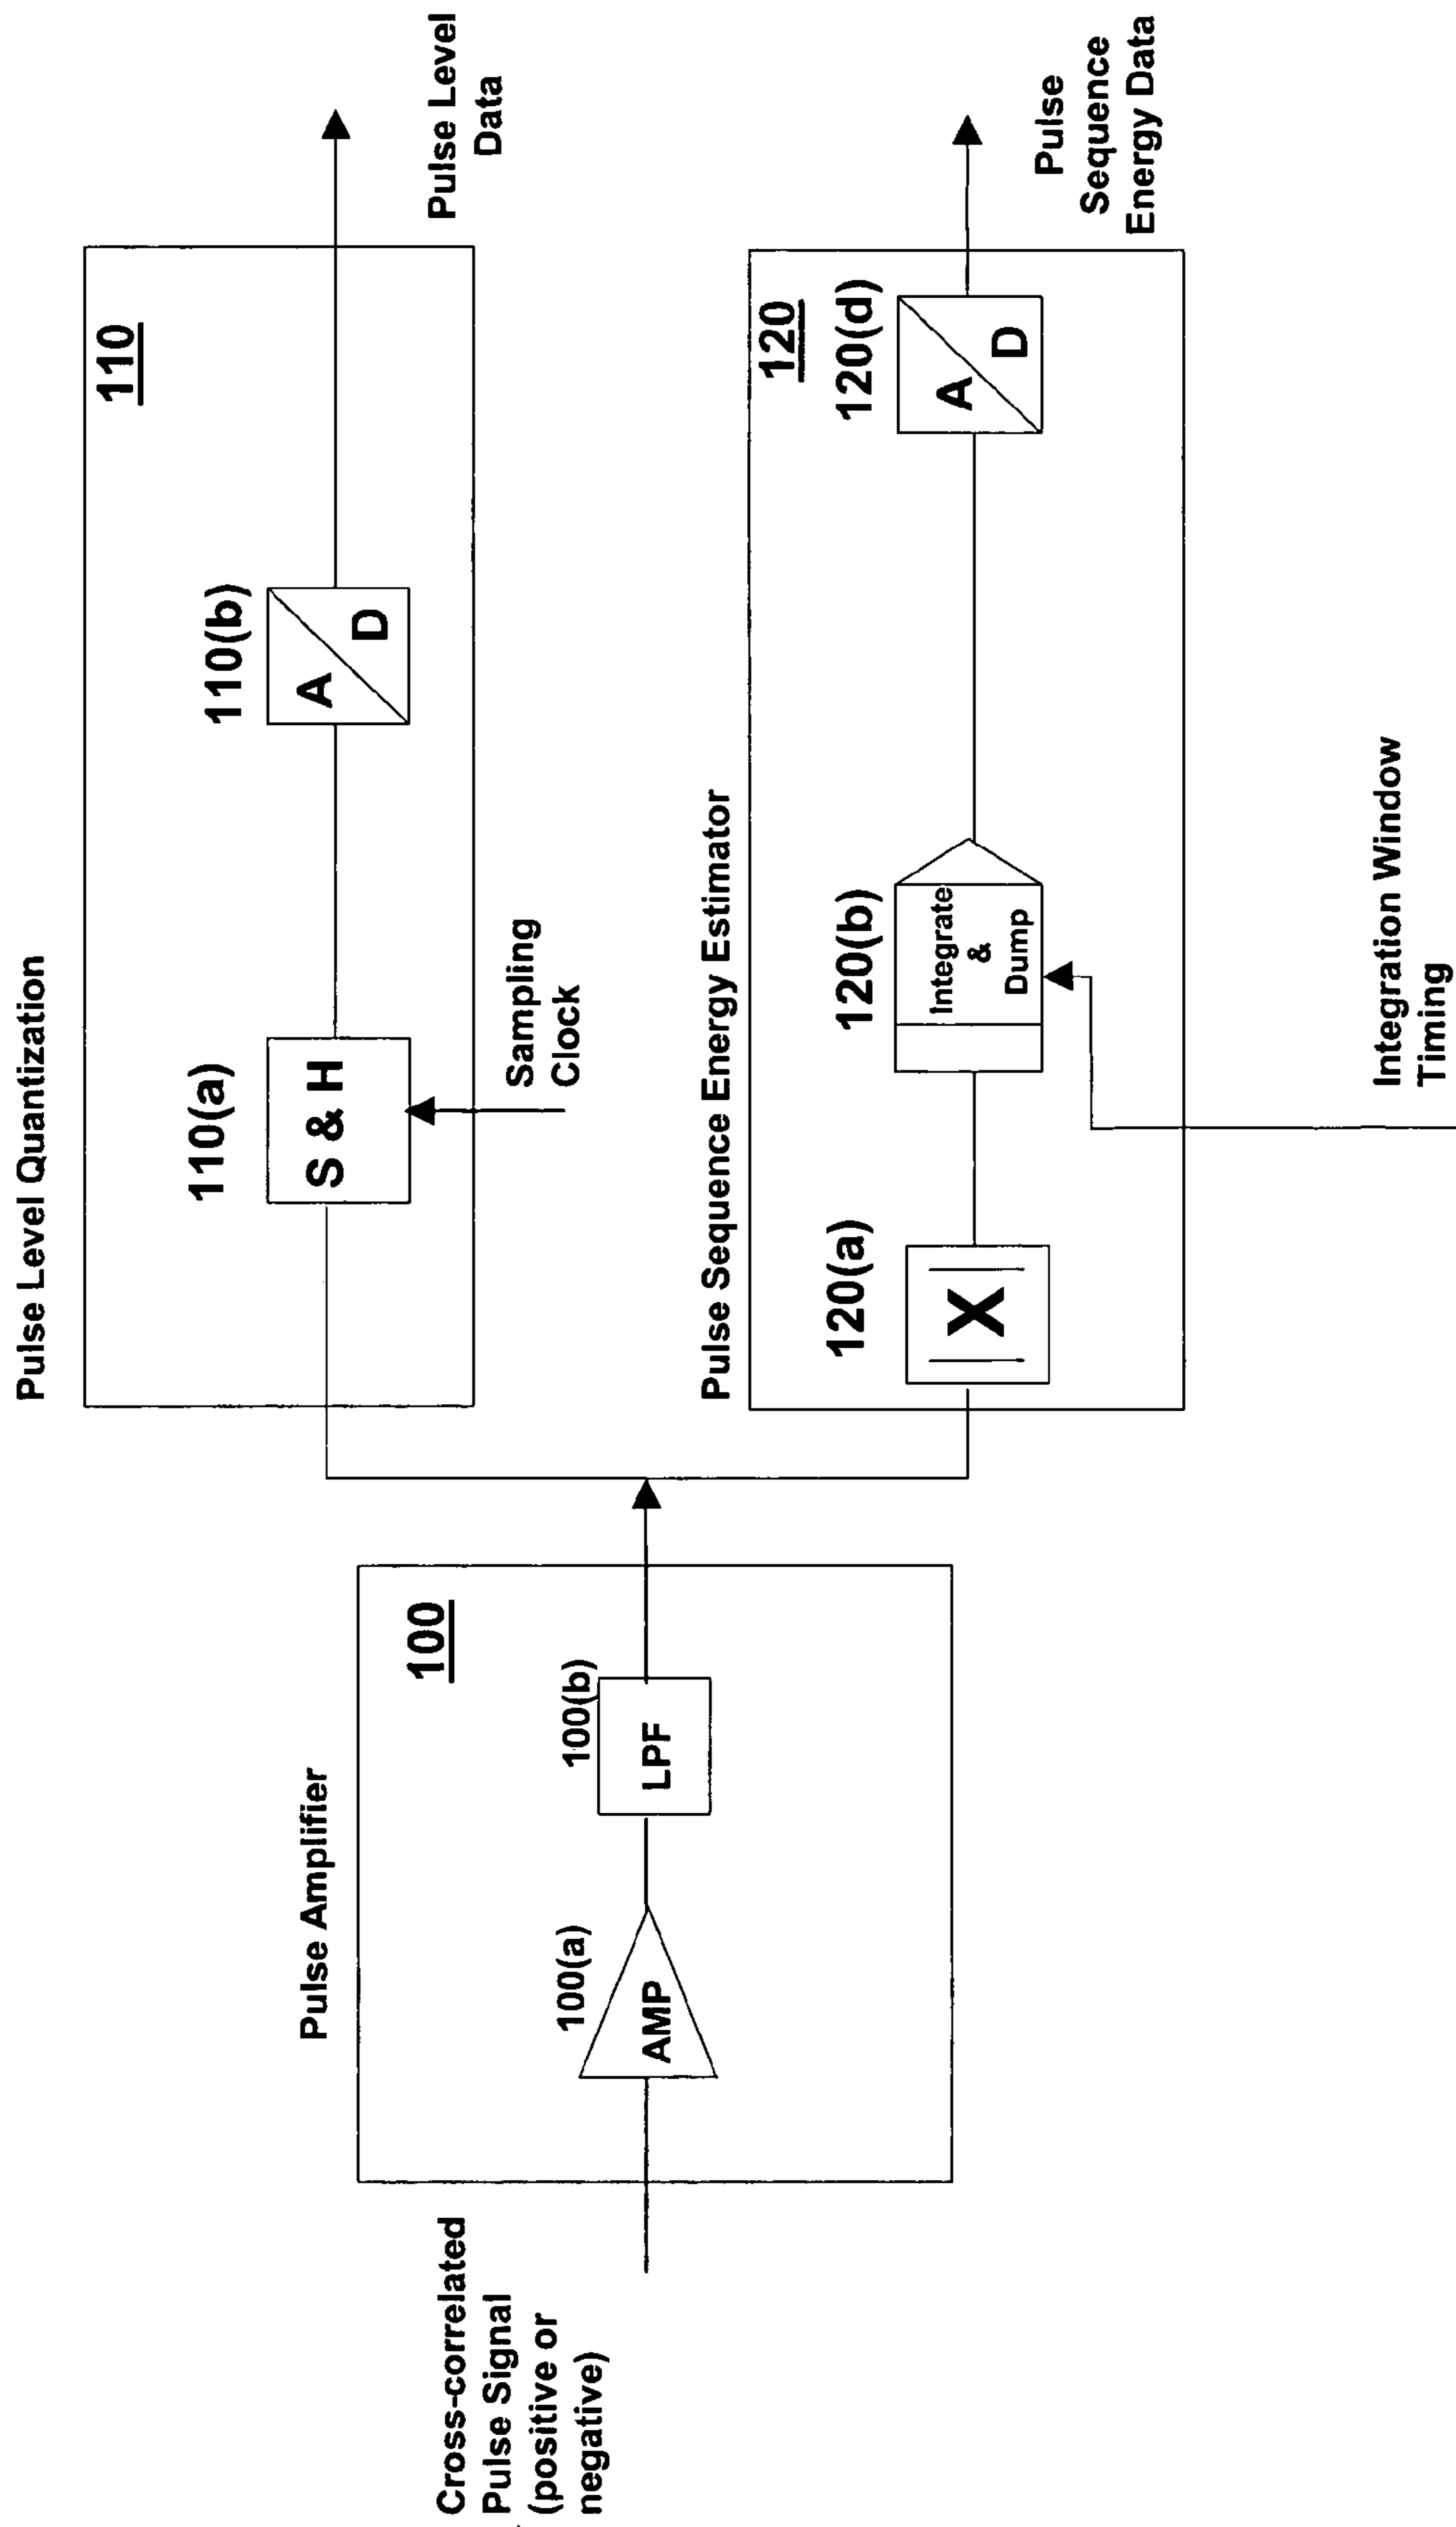 Pulse Level Quantization
110
110(a)
S & H
110(b)
A
D
Sampling
Clock
Pulse Level
Data
Pulse Amplifier
100
100(a)
AMP
100(b)
LPF
Cross-correlated
Pulse Signal
(positive or
negative)
Pulse Sequence Energy Estimator
120
120(a)
|X|
120(b)
Integrate
&
Dump
120(d)
A
D
Pulse
Sequence
Energy Data
Integration Window
Timing